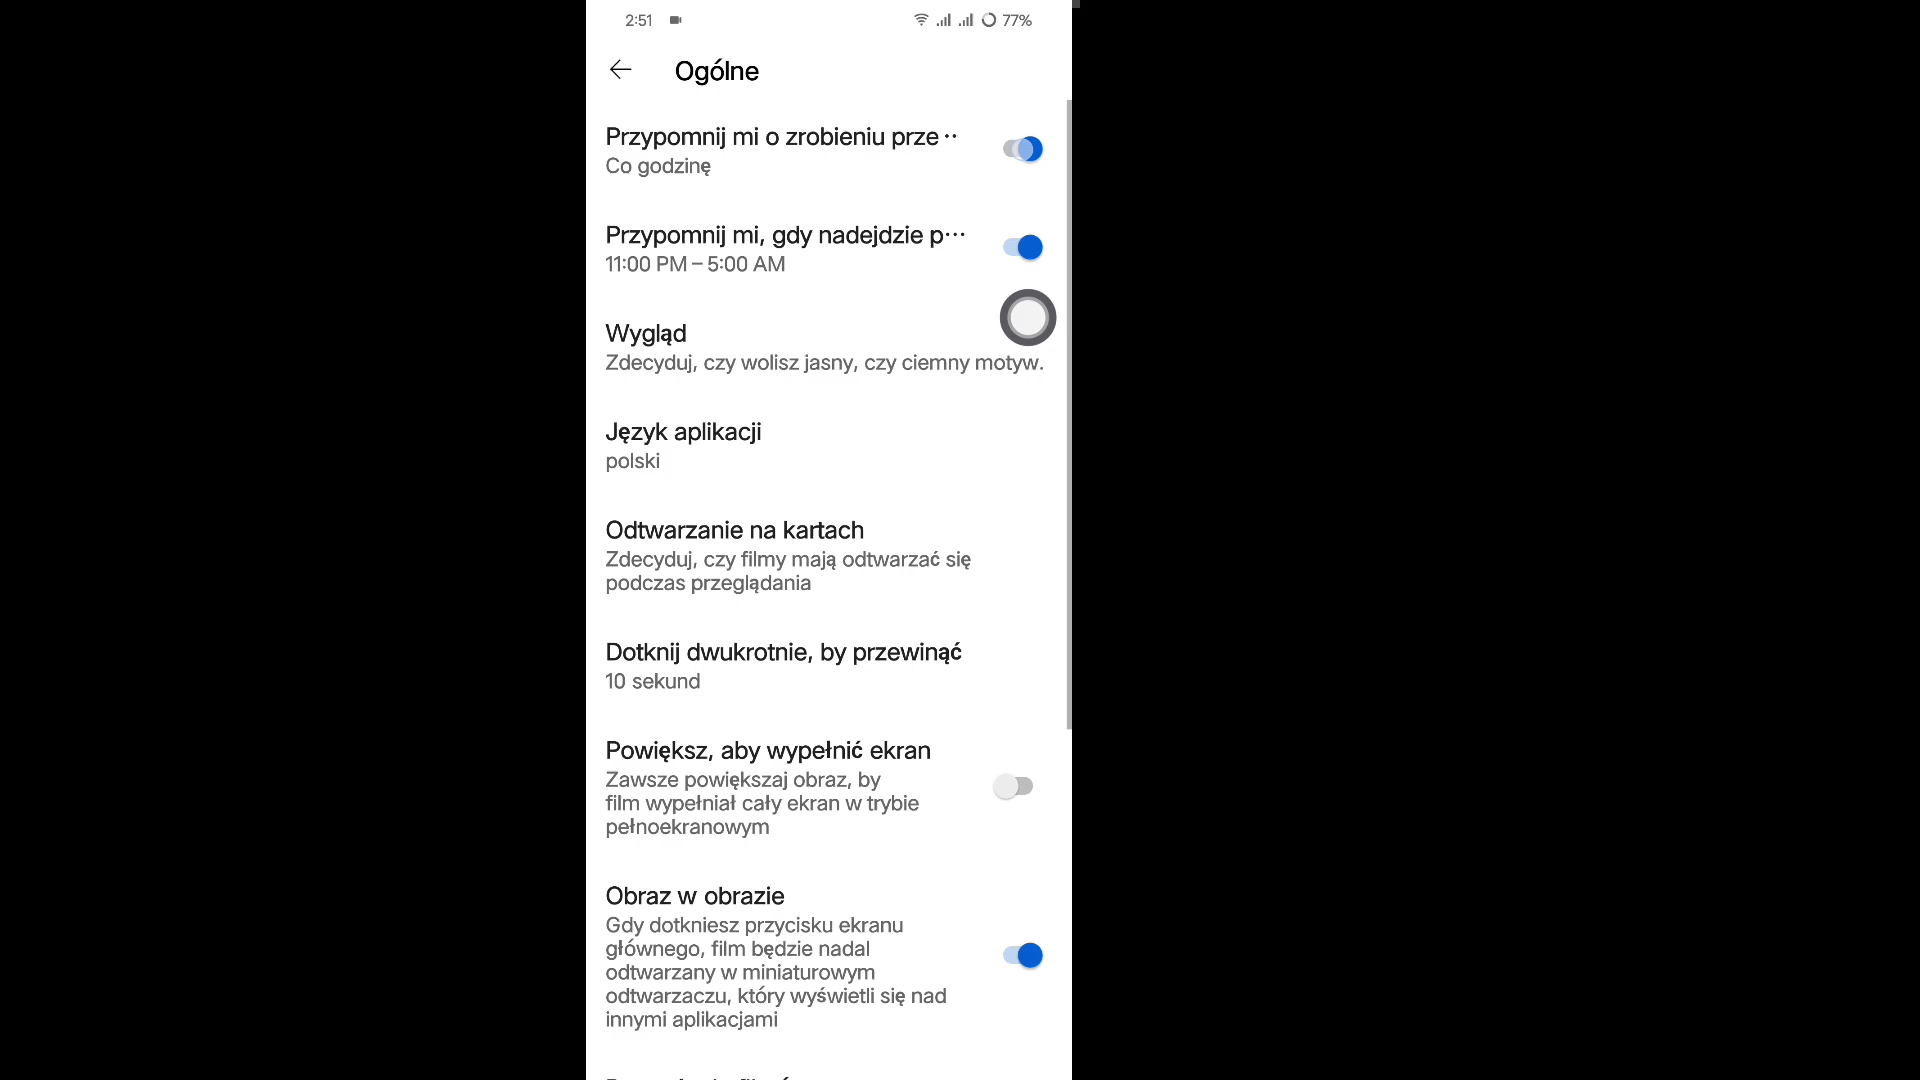 2:51
77%
Ogólne
Przypomnij mi o zrobieniu prze··
Co godzinę
Przypomnij mi, gdy nadejdzie p···
11:00 PM – 5:00 AM
Wygląd
Zdecyduj, czy wolisz jasny, czy ciemny motyw.
Język aplikacji
polski
Odtwarzanie na kartach
Zdecyduj, czy filmy mają odtwarzać się
podczas przeglądania
Dotknij dwukrotnie, by przewinąć
10 sekund
Powiększ, aby wypełnić ekran
Zawsze powiększaj obraz, by
film wypełniał cały ekran w trybie
pełnoekranowym
Obraz w obrazie
Gdy dotkniesz przycisku ekranu
głównego, film będzie nadal
odtwarzany w miniaturowym
odtwarzaczu, który wyświetli się nad
innymi aplikacjami